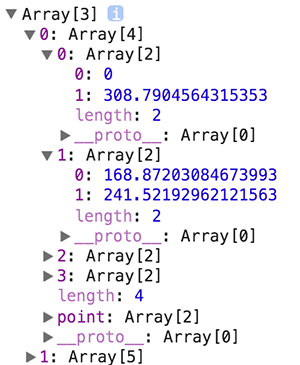 ▼ Array[3] i
▼ 0: Array[4]
▼ 0: Array[2]
0: 0
1: 308.7904564315353
length: 2
▶ __proto__: Array[0]
▼ 1: Array[2]
0: 168.87203084673993
1: 241.52192962121563
length: 2
▶ __proto__: Array[0]
▶ 2: Array[2]
▶ 3: Array[2]
length: 4
▶ point: Array[2]
▶ __proto__: Array[0]
▶ 1: Array[5]